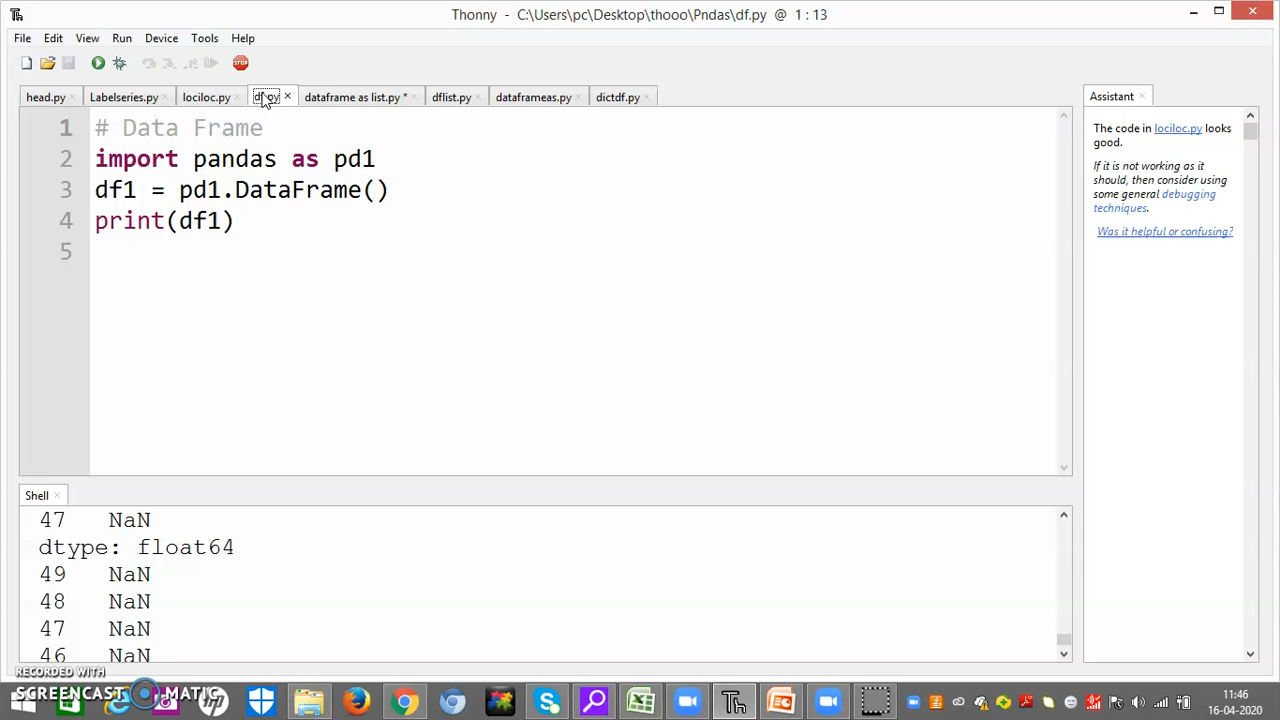 Thonny - C:\Users\pc\Desktop\thooo\Pndas\df.py @ 1 : 13
File Edit View Run Device Tools Help
STOP
head.py Labelseries.py lociloc.py df.py dataframe as list.py * dflist.py dataframeas.py dictdf.py
1 # Data Frame
2 import pandas as pd1
3 df1 = pd1.DataFrame()
4 print(df1)
5
Assistant
The code in lociloc.py looks
good.
If it is not working as it
should, then consider using
some general debugging
techniques.
Was it helpful or confusing?
Shell
47 NaN
dtype: float64
49 NaN
48 NaN
47 NaN
46 NaN
RECORDED WITH
SCREENCAST MATIC
11:46
16-04-2020